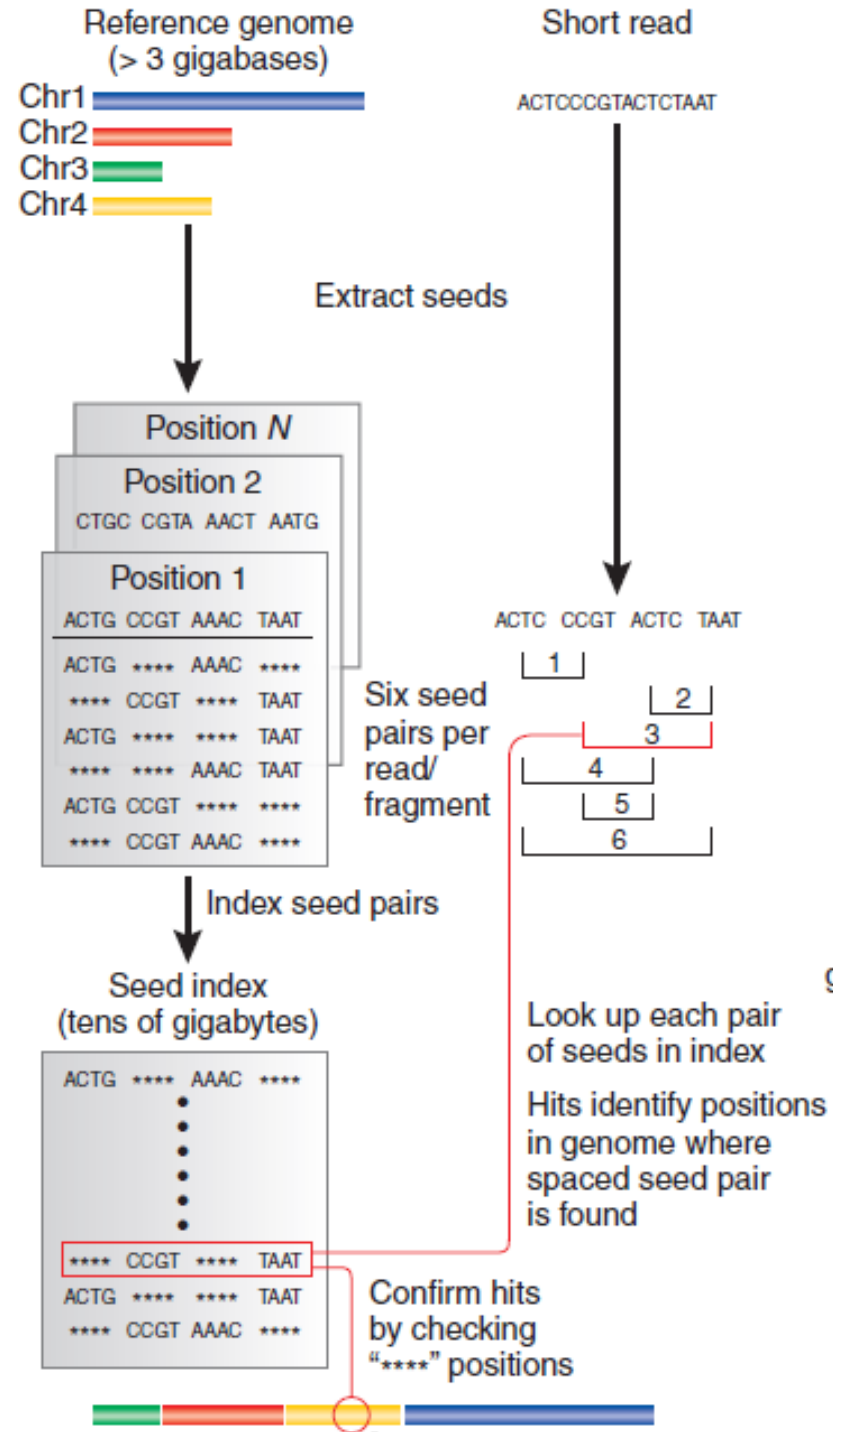 Reference genome
(> 3 gigabases)
Short read
Chr1
Chr2
Chr3
Chr4
ACTCCCGTACTCTAAT
Extract seeds
Position N
Position 2
CTGC CGTA AACT AATG
Position 1
ACTG CCGT AAAC TAAT
ACTG **** AAAC ****
**** CCGT **** TAAT
ACTG **** **** TAAT
**** **** AAAC TAAT
ACTG CCGT **** ****
**** CCGT AAAC ****
Six seed
pairs per
read/
fragment
ACTC CCGT ACTC TAAT
1
2
3
4
5
6
Index seed pairs
Seed index
(tens of gigabytes)
ACTG **** AAAC ****
**** CCGT **** TAAT
ACTG **** **** TAAT
**** CCGT AAAC ****
Look up each pair
of seeds in index
Hits identify positions
in genome where
spaced seed pair
is found
Confirm hits
by checking
“****” positions